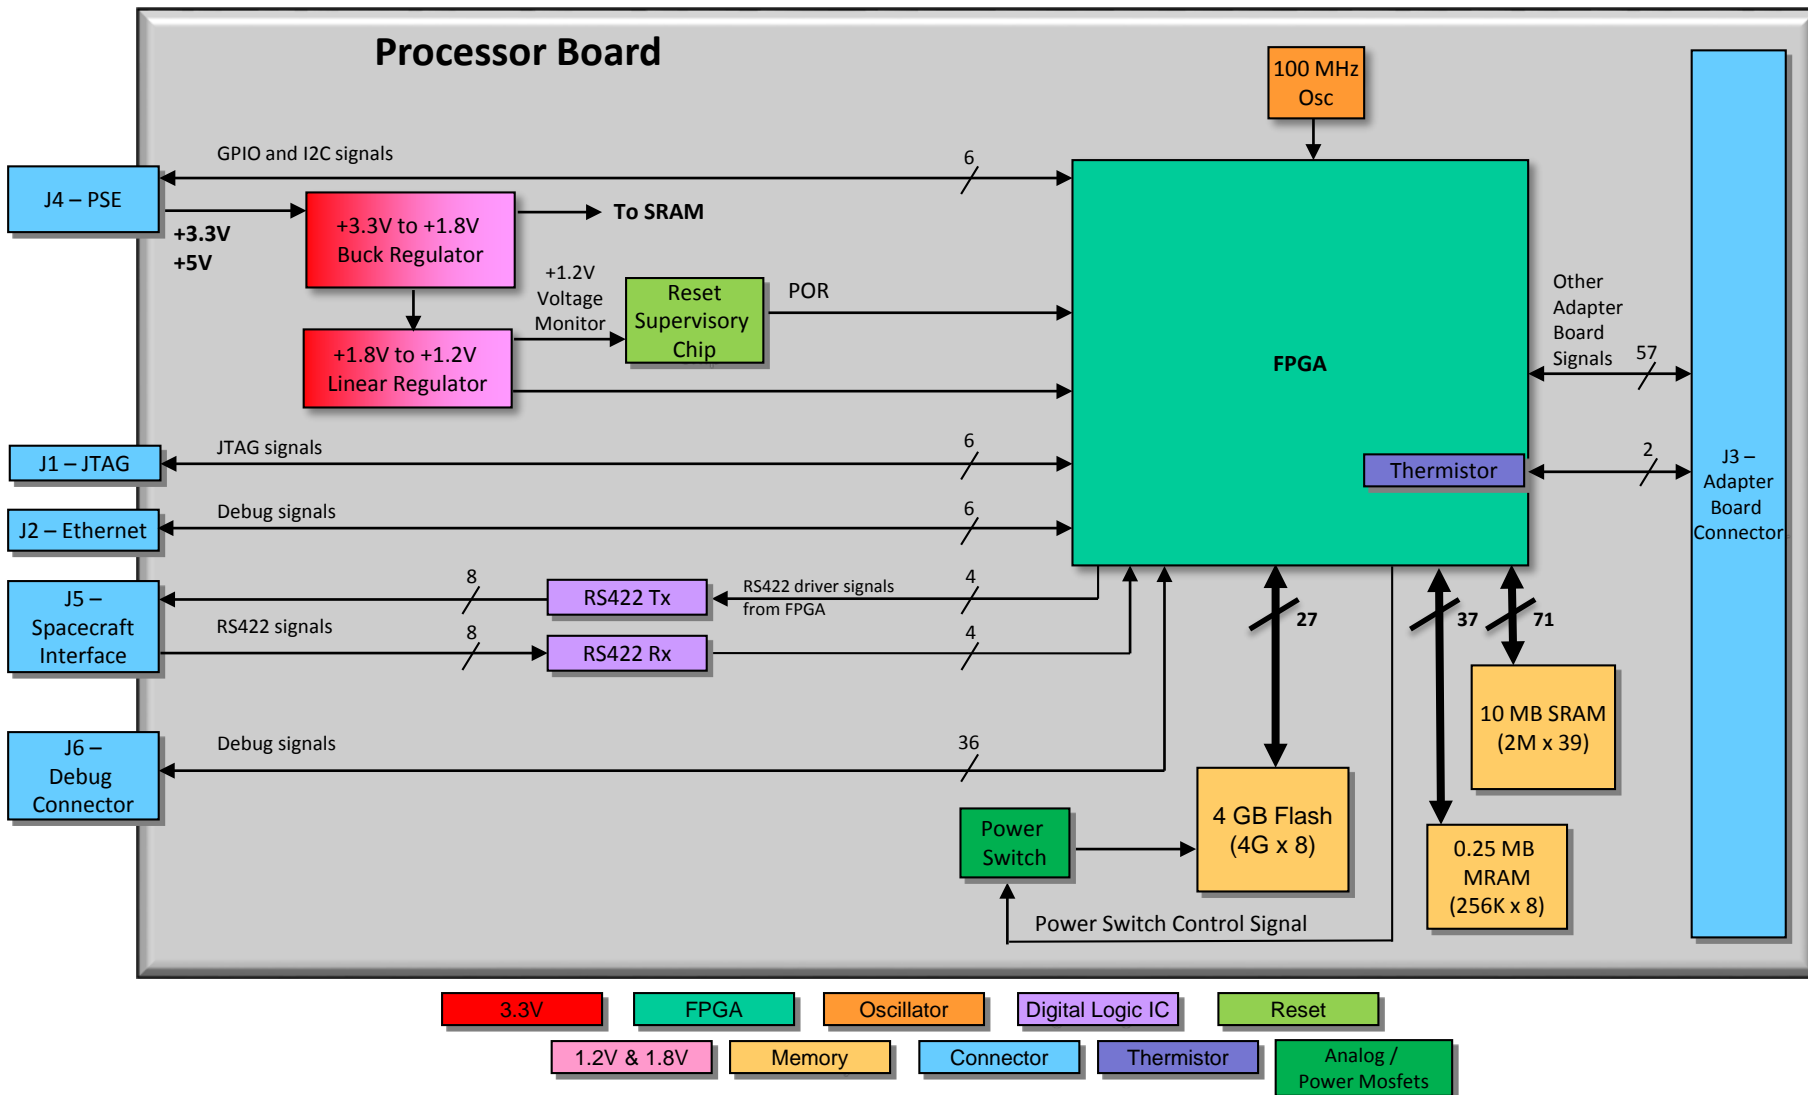 Processor Board
100 MHz
Osc
GPIO and I2C signals
6
J4 – PSE
+3.3V
+5V
+3.3V to +1.8V
Buck Regulator
To SRAM
+1.2V
Voltage
Monitor
Reset
Supervisory
Chip
POR
+1.8V to +1.2V
Linear Regulator
FPGA
Other
Adapter
Board
Signals
57
J1 – JTAG
JTAG signals
6
Thermistor
2
J3 –
Adapter
Board
Connector
J2 – Ethernet
Debug signals
6
J5 –
Spacecraft
Interface
8
RS422 Tx
RS422 driver signals
from FPGA
4
RS422 signals
8
RS422 Rx
4
27
37
71
10 MB SRAM
(2M x 39)
J6 –
Debug
Connector
Debug signals
36
Power
Switch
4 GB Flash
(4G x 8)
0.25 MB
MRAM
(256K x 8)
Power Switch Control Signal
3.3V
FPGA
Oscillator
Digital Logic IC
Reset
1.2V & 1.8V
Memory
Connector
Thermistor
Analog /
Power Mosfets